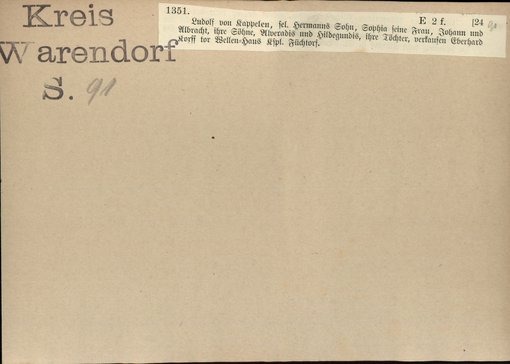 Kreis
Warendorf
S. 91
1351. E 2 f. [24
Ludolf von Kappelen, sel. Hermanns Sohn, Sophia seine Frau, Johann und
Albracht, ihre Söhne, Alveradis und Hildegundis, ihre Töchter, verkaufen Eberhard
Korff tor Wellen-Haus Kspl. Füchtorf.